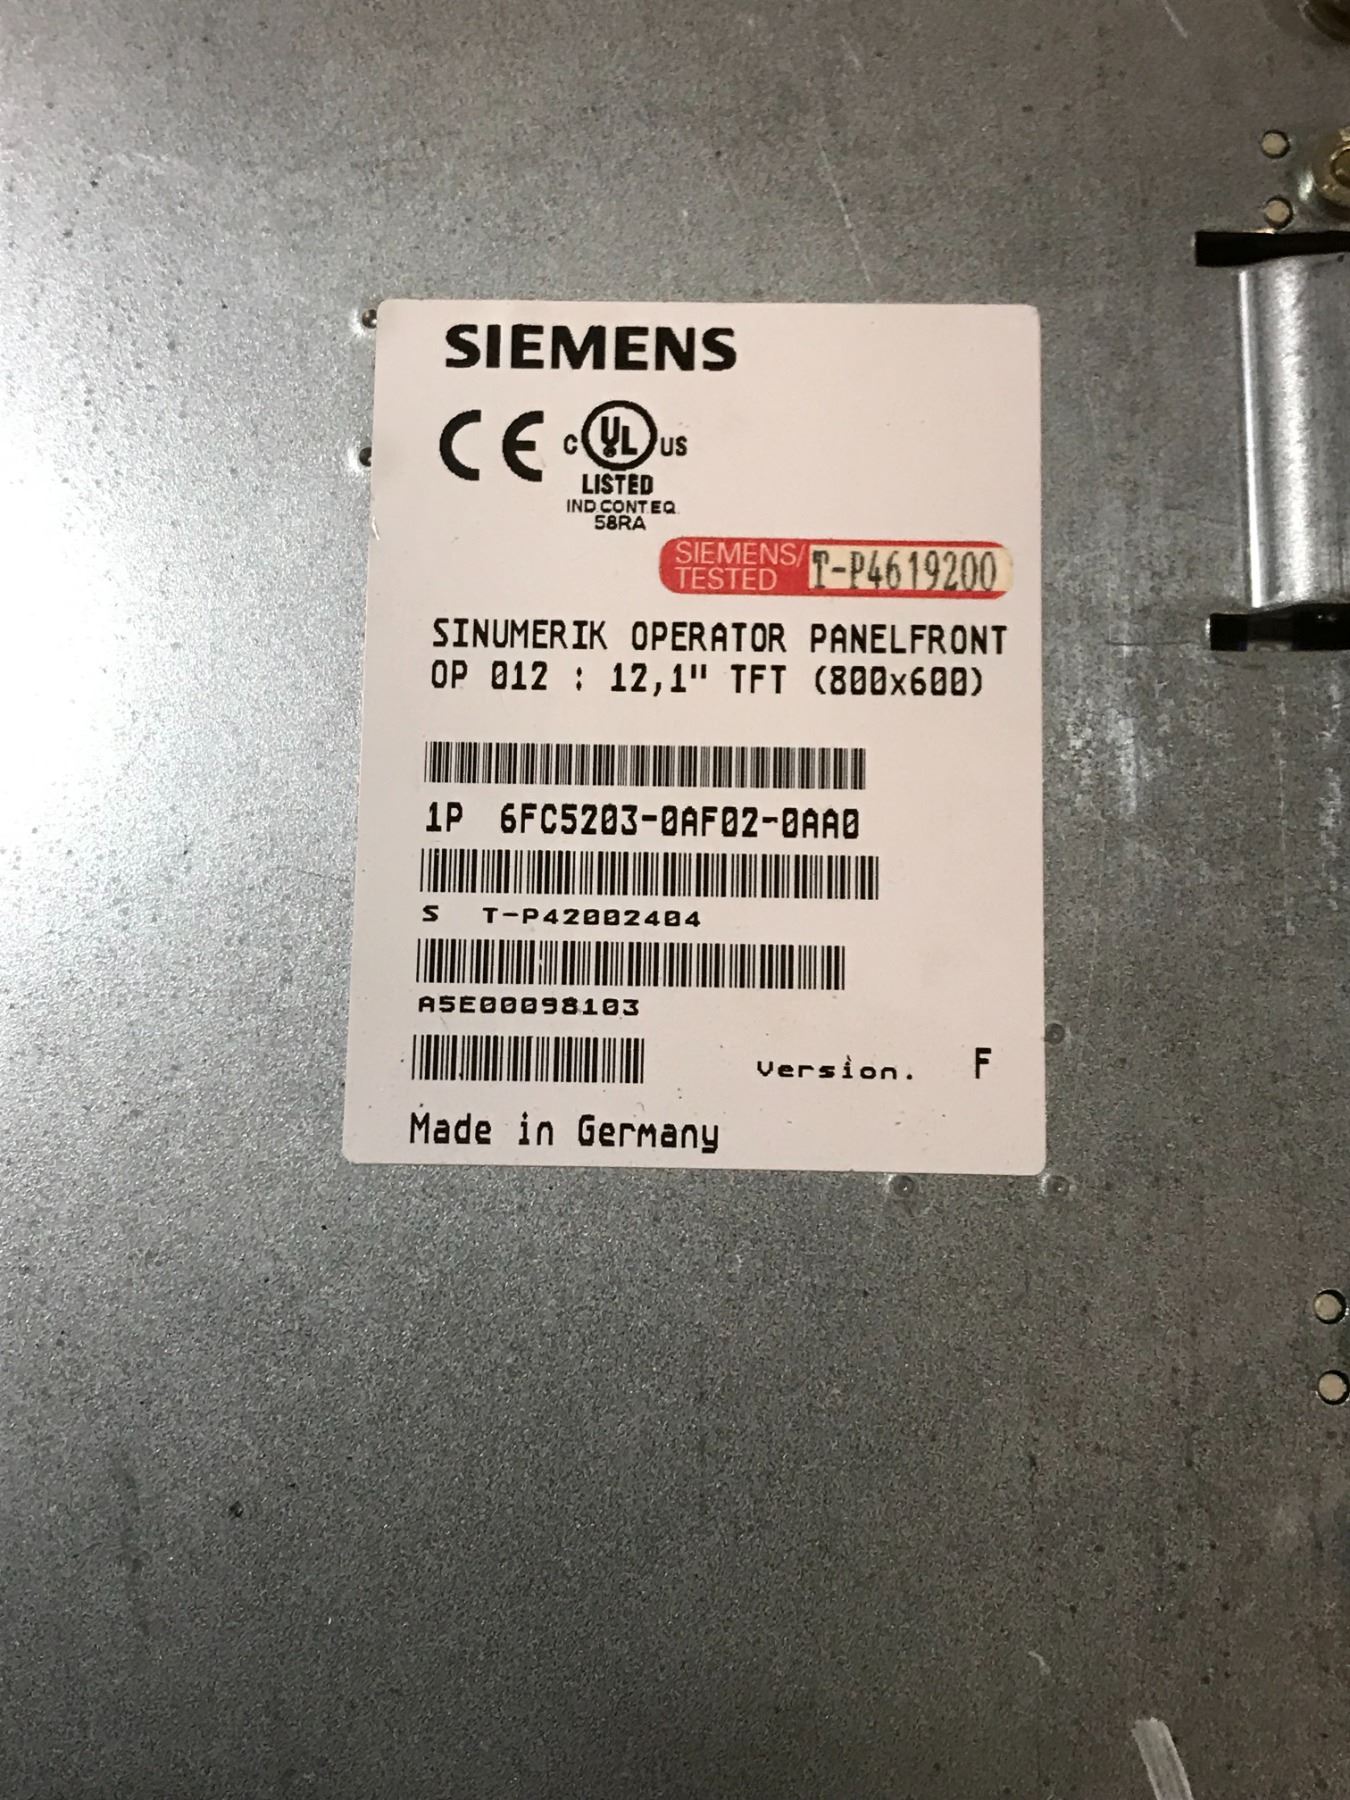 SIEMENS
CE C UL US
LISTED
IND.CONT.EQ.
58RA
SIEMENS/
TESTED T-P4619200
SINUMERIK OPERATOR PANELFRONT
OP 012 : 12,1" TFT (800x600)
1P 6FC5203-0AF02-0AA0
S T-P42002404
A5E00098103
Version. F
Made in Germany